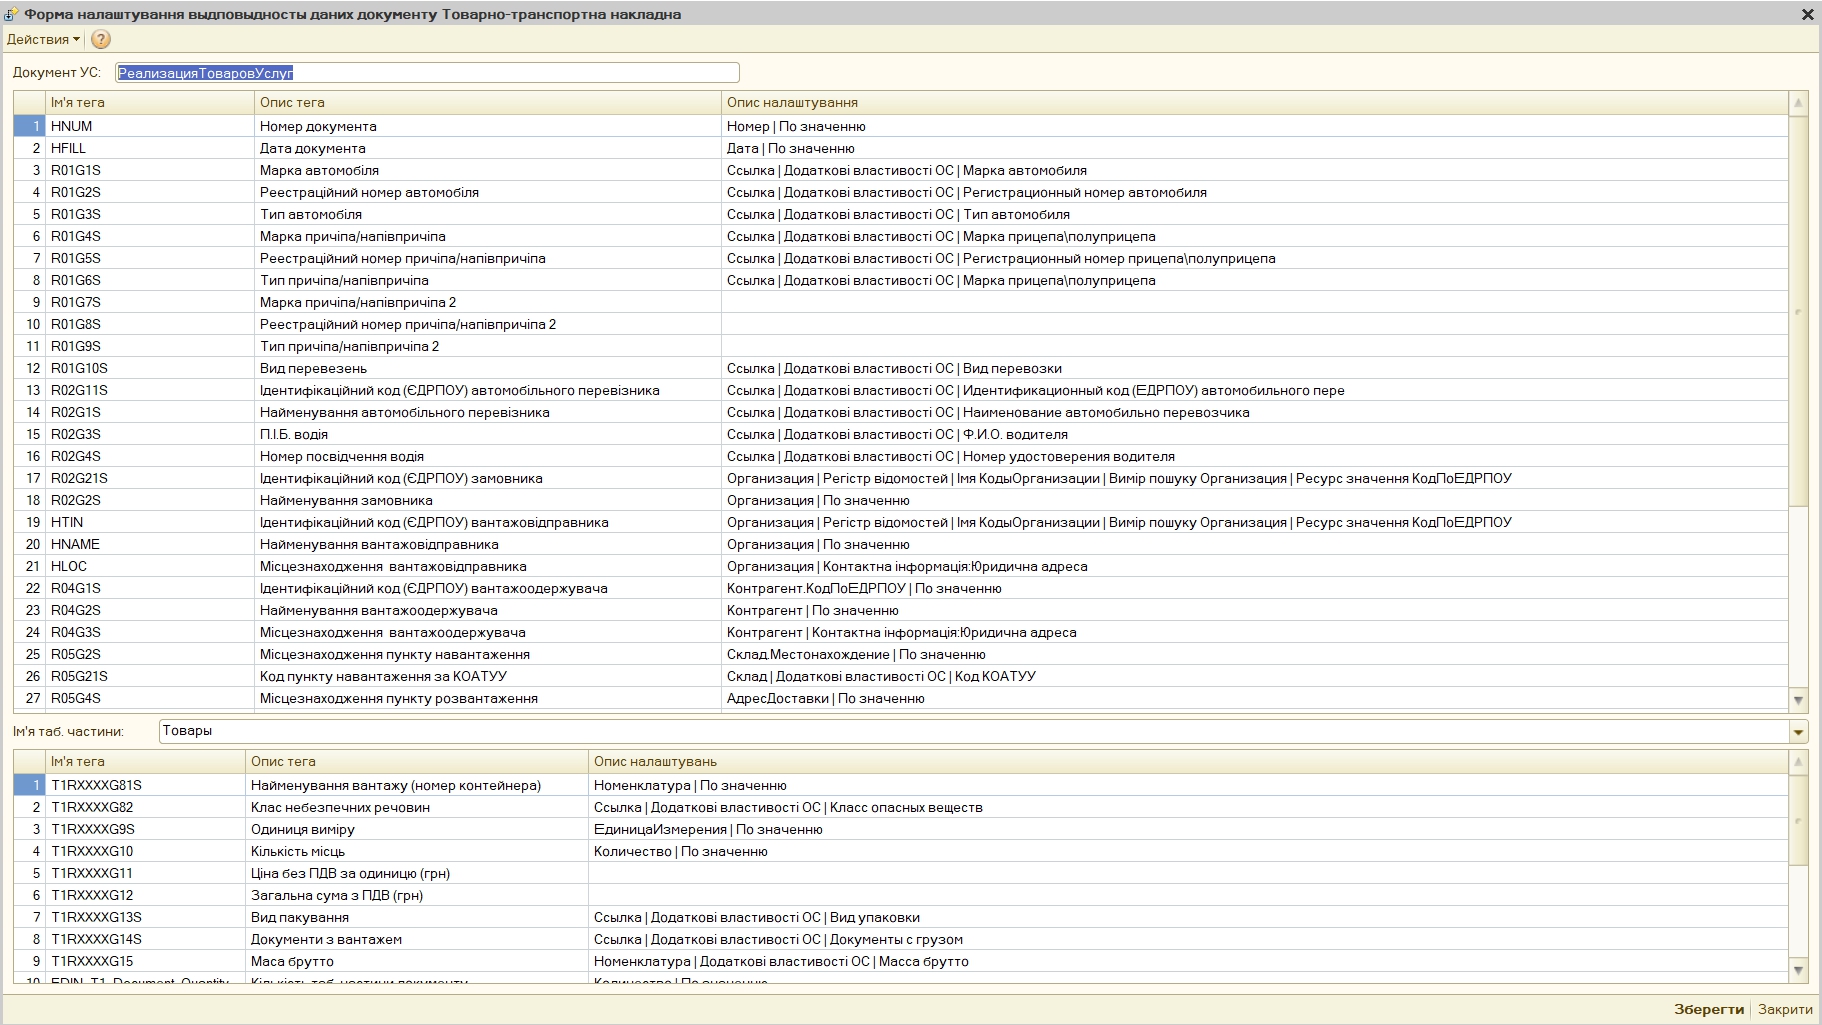 Форма налаштування выдповыдносты даних документу Товарно-транспортна накладна
Действия
Документ УС: РеализацияТоваровУслуг
Ім'я тега Опис тега Опис налаштування
1 HNUM Номер документа Номер | По значенню
2 HFILL Дата документа Дата | По значенню
3 R01G1S Марка автомобіля Ссылка | Додаткові властивості ОС | Марка автомобиля
4 R01G2S Реестраційний номер автомобіля Ссылка | Додаткові властивості ОС | Регистрационный номер автомобиля
5 R01G3S Тип автомобіля Ссылка | Додаткові властивості ОС | Тип автомобиля
6 R01G4S Марка причіпа/напівпричіпа Ссылка | Додаткові властивості ОС | Марка прицепа\полуприцепа
7 R01G5S Реестраційний номер причіпа/напівпричіпа Ссылка | Додаткові властивості ОС | Регистрационный номер прицепа\полуприцепа
8 R01G6S Тип причіпа/напівпричіпа Ссылка | Додаткові властивості ОС | Марка прицепа\полуприцепа
9 R01G7S Марка причіпа/напівпричіпа 2
10 R01G8S Реестраційний номер причіпа/напівпричіпа 2
11 R01G9S Тип причіпа/напівпричіпа 2
12 R01G10S Вид перевезень Ссылка | Додаткові властивості ОС | Вид перевозки
13 R02G11S Ідентифікаційний код (ЄДРПОУ) автомобільного перевізника Ссылка | Додаткові властивості ОС | Идентификационный код (ЕДРПОУ) автомобильного пере
14 R02G1S Найменування автомобільного перевізника Ссылка | Додаткові властивості ОС | Наименование автомобильно перевозчика
15 R02G3S П.І.Б. водія Ссылка | Додаткові властивості ОС | Ф.И.О. водителя
16 R02G4S Номер посвідчення водія Ссылка | Додаткові властивості ОС | Номер удостоверения водителя
17 R02G21S Ідентифікаційний код (ЄДРПОУ) замовника Организация | Регістр відомостей | Імя КодыОрганизации | Вимір пошуку Организация | Ресурс значення КодПоЕДРПОУ
18 R02G2S Найменування замовника Организация | По значенню
19 HTIN Ідентифікаційний код (ЄДРПОУ) вантажовідправника Организация | Регістр відомостей | Імя КодыОрганизации | Вимір пошуку Организация | Ресурс значення КодПоЕДРПОУ
20 HNAME Найменування вантажовідправника Организация | По значенню
21 HLOC Місцезнаходження вантажовідправника Организация | Контактна інформація:Юридична адреса
22 R04G1S Ідентифікаційний код (ЄДРПОУ) вантажоодержувача Контрагент.КодПоЕДРПОУ | По значенню
23 R04G2S Найменування вантажоодержувача Контрагент | По значенню
24 R04G3S Місцезнаходження вантажоодержувача Контрагент | Контактна інформація:Юридична адреса
25 R05G2S Місцезнаходження пункту навантаження Склад.Местонахождение | По значенню
26 R05G21S Код пункту навантаження за КОАТУУ Склад | Додаткові властивості ОС | Код КОАТУУ
27 R05G4S Місцезнаходження пункту розвантаження АдресДоставки | По значенню
Ім'я таб. частини: Товары
Ім'я тега Опис тега Опис налаштувань
1 T1RXXXXG81S Найменування вантажу (номер контейнера) Номенклатура | По значенню
2 T1RXXXXG82 Клас небезпечних речовин Ссылка | Додаткові властивості ОС | Класс опасных веществ
3 T1RXXXXG9S Одиниця виміру ЕдиницаИзмерения | По значенню
4 T1RXXXXG10 Кількість місць Количество | По значенню
5 T1RXXXXG11 Ціна без ПДВ за одиницю (грн)
6 T1RXXXXG12 Загальна сума з ПДВ (грн)
7 T1RXXXXG13S Вид пакування Ссылка | Додаткові властивості ОС | Вид упаковки
8 T1RXXXXG14S Документи з вантажем Ссылка | Додаткові властивості ОС | Документы с грузом
9 T1RXXXXG15 Маса брутто Номенклатура | Додаткові властивості ОС | Масса брутто
10 EDIN_T1_Document_Quantity Кількість таб. частини документу Количество | По значенню
Зберегти Закрити